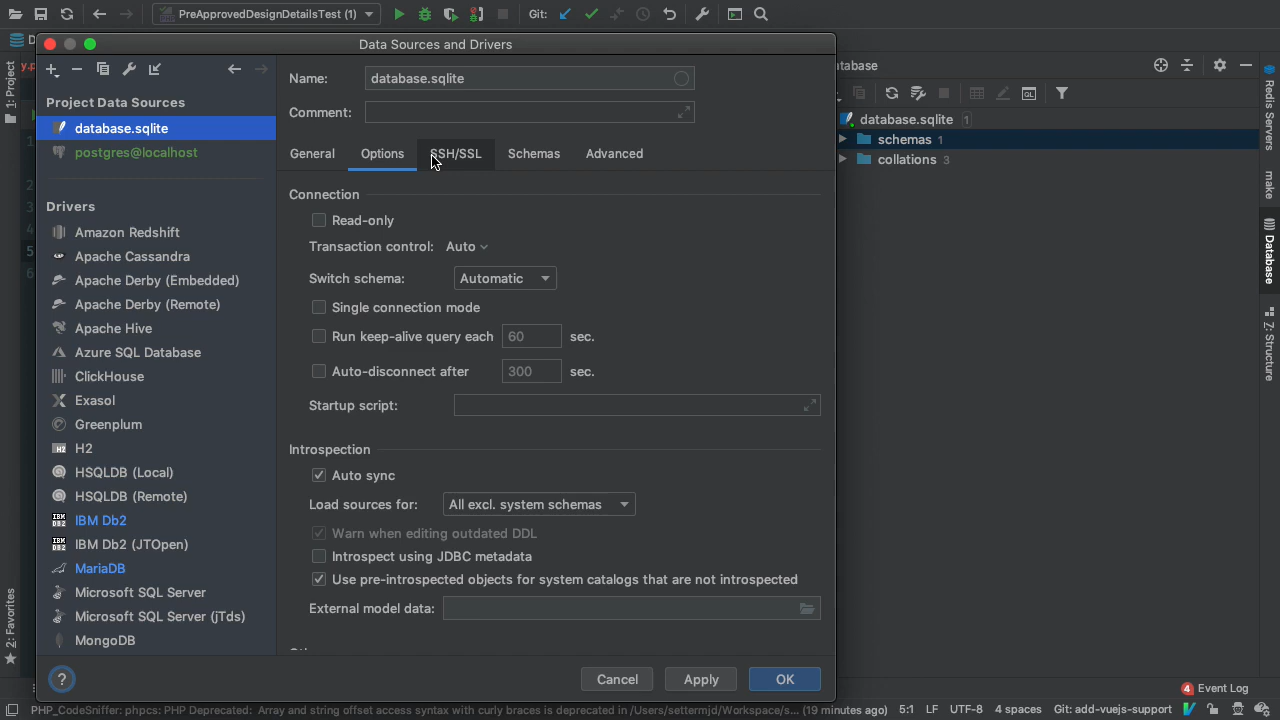 PreApprovedDesignDetailsTest (1)
Git:
Data Sources and Drivers
1: Project
Project Data Sources
database.sqlite
postgres@localhost
Drivers
Amazon Redshift
Apache Cassandra
Apache Derby (Embedded)
Apache Derby (Remote)
Apache Hive
Azure SQL Database
ClickHouse
Exasol
Greenplum
H2
HSQLDB (Local)
HSQLDB (Remote)
IBM Db2
IBM Db2 (JTOpen)
MariaDB
Microsoft SQL Server
Microsoft SQL Server (jTds)
MongoDB
Name: database.sqlite
Comment:
General Options SSH/SSL Schemas Advanced
Connection
Read-only
Transaction control: Auto
Switch schema: Automatic
Single connection mode
Run keep-alive query each 60 sec.
Auto-disconnect after 300 sec.
Startup script:
Introspection
Auto sync
Load sources for: All excl. system schemas
Warn when editing outdated DDL
Introspect using JDBC metadata
Use pre-introspected objects for system catalogs that are not introspected
External model data:
? Cancel Apply OK
tabase
database.sqlite 1
schemas 1
collations 3
Redis Servers
make
Database
7: Structure
2: Favorites
4 Event Log
PHP_CodeSniffer: phpcs: PHP Deprecated: Array and string offset access syntax with curly braces is deprecated in /Users/settermjd/Workspace/s... (19 minutes ago) 5:1 LF UTF-8 4 spaces Git: add-vuejs-support